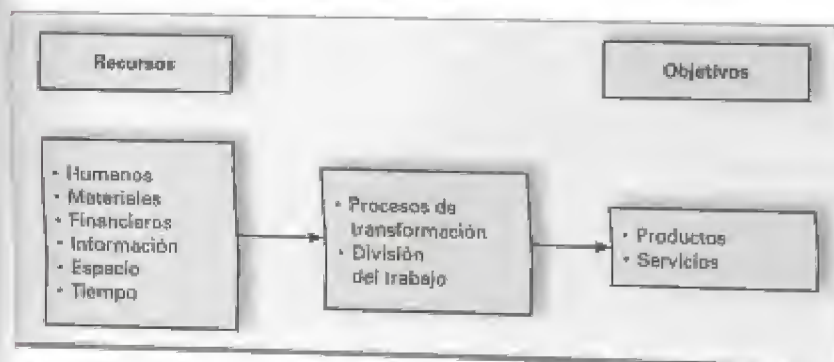 Recursos
Objetivos
• Humanos
• Materiales
• Financieros
• Información
• Espacio
• Tiempo
• Procesos de
transformación
• División
del trabajo
• Productos
• Servicios